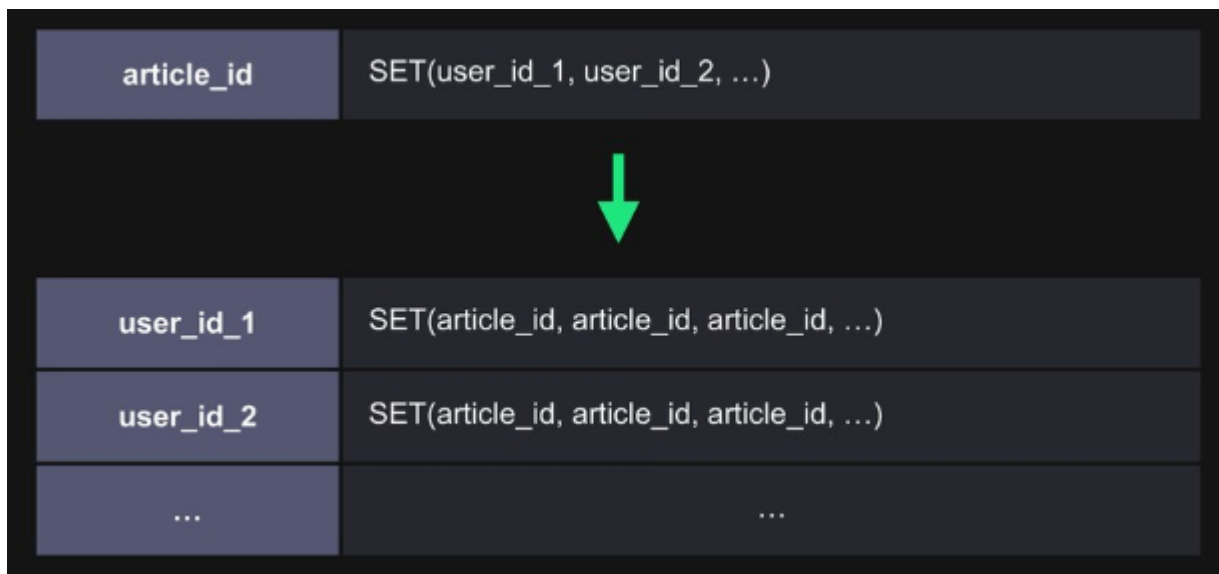 article_id SET(user_id_1, user_id_2, …)
user_id_1 SET(article_id, article_id, article_id, …)
user_id_2 SET(article_id, article_id, article_id, …)
… …